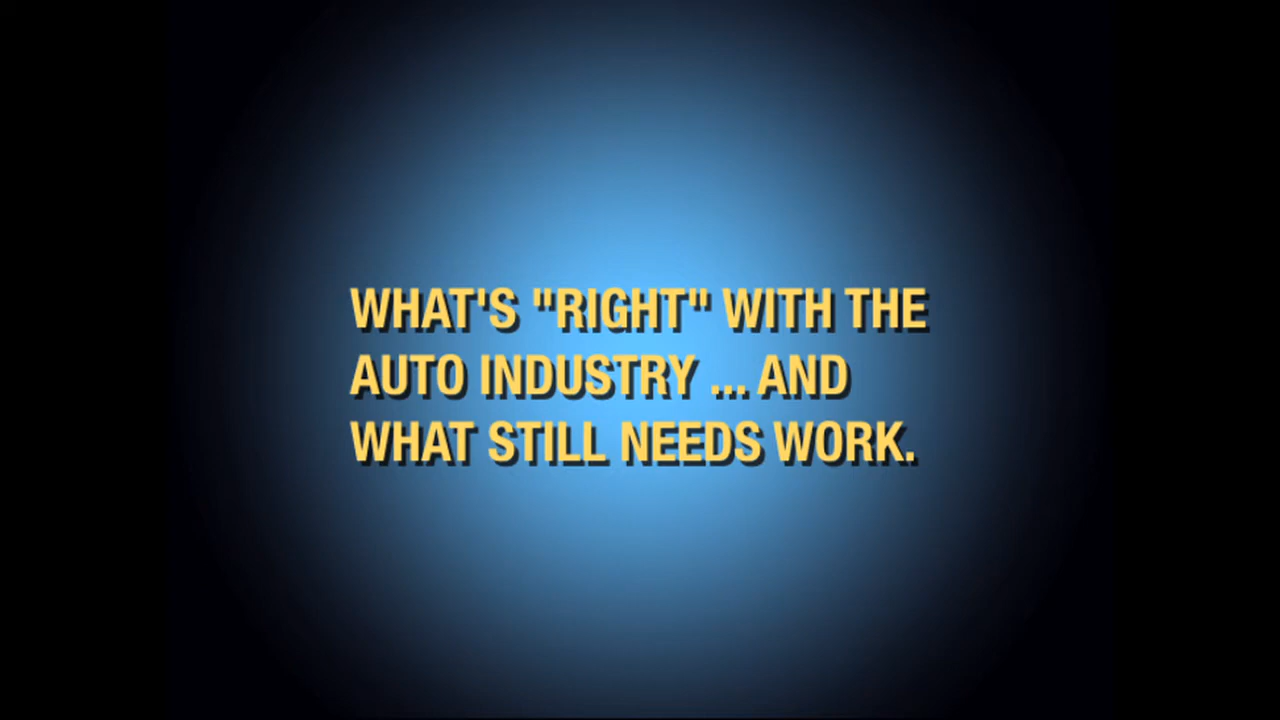 WHAT'S "RIGHT" WITH THE
AUTO INDUSTRY ... AND
WHAT STILL NEEDS WORK.